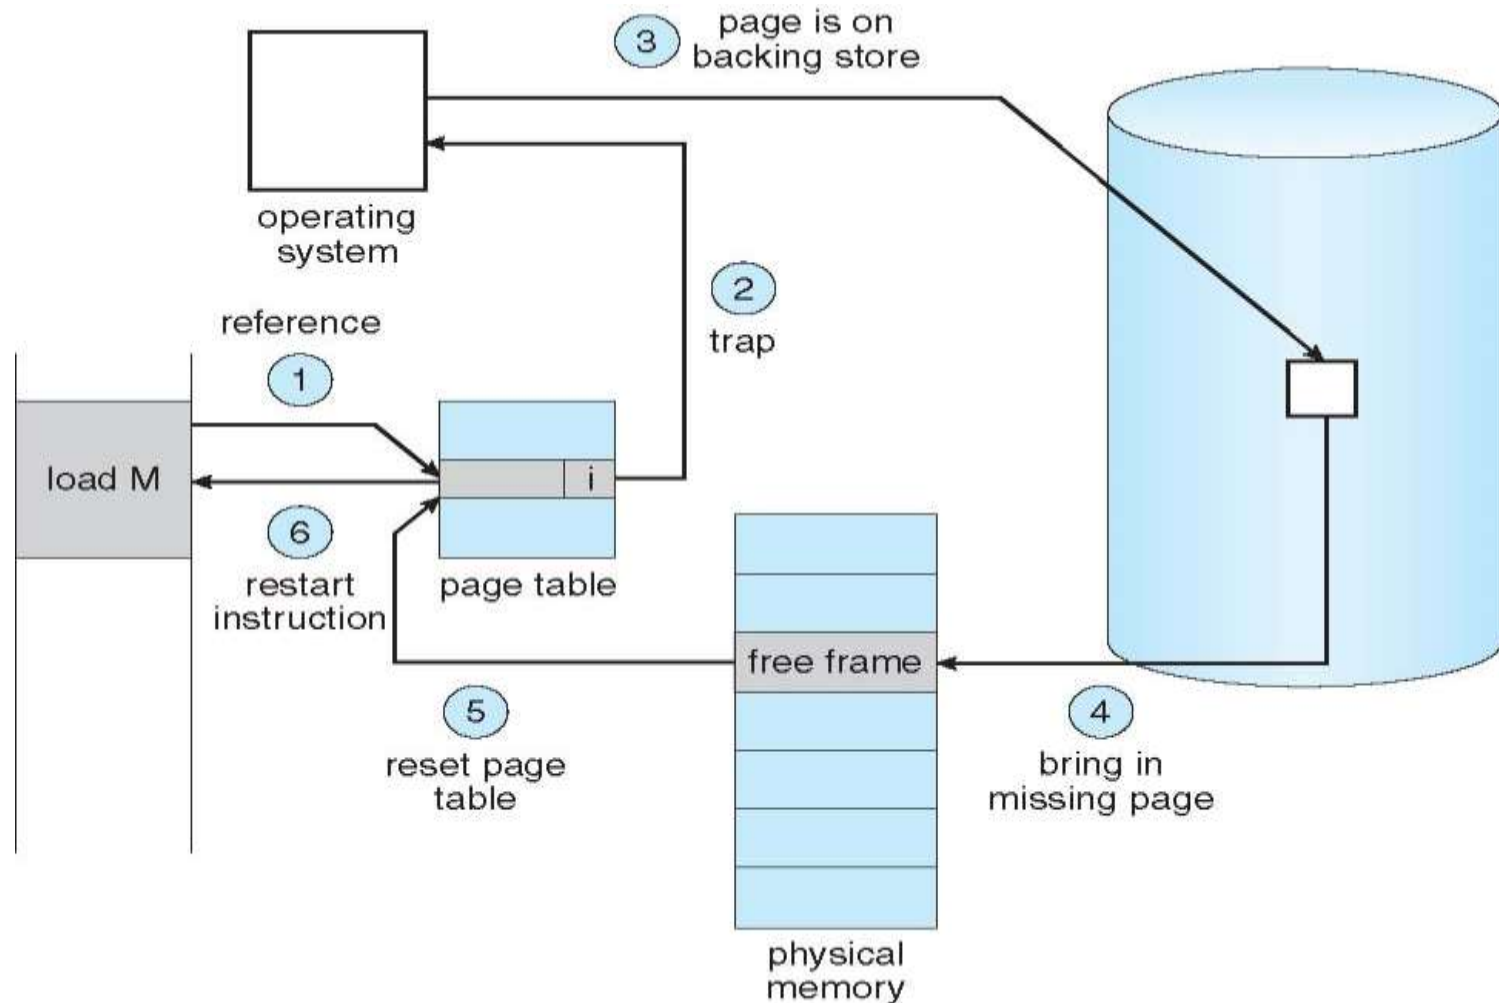 3
page is on
backing store
operating
system
2
trap
reference
1
load M
i
6
restart
instruction
page table
free frame
5
reset page
table
4
bring in
missing page
physical
memory